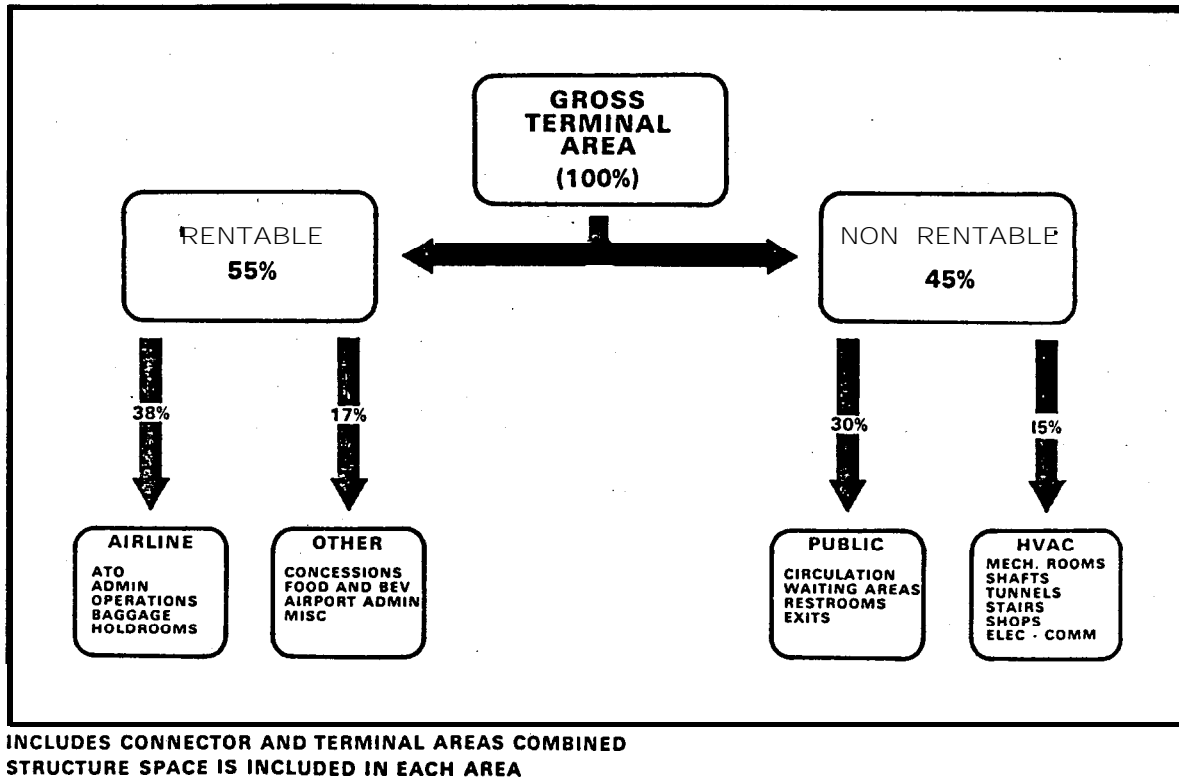 GROSS
TERMINAL
AREA
(100%)
RENTABLE
55%
NON RENTABLE
45%
38%
17%
30%
15%
AIRLINE
ATO
ADMIN
OPERATIONS
BAGGAGE
HOLDROOMS
OTHER
CONCESSIONS
FOOD AND BEV
AIRPORT ADMIN
MISC
PUBLIC
CIRCULATION
WAITING AREAS
RESTROOMS
EXITS
HVAC
MECH. ROOMS
SHAFTS
TUNNELS
STAIRS
SHOPS
ELEC - COMM
INCLUDES CONNECTOR AND TERMINAL AREAS COMBINED
STRUCTURE SPACE IS INCLUDED IN EACH AREA